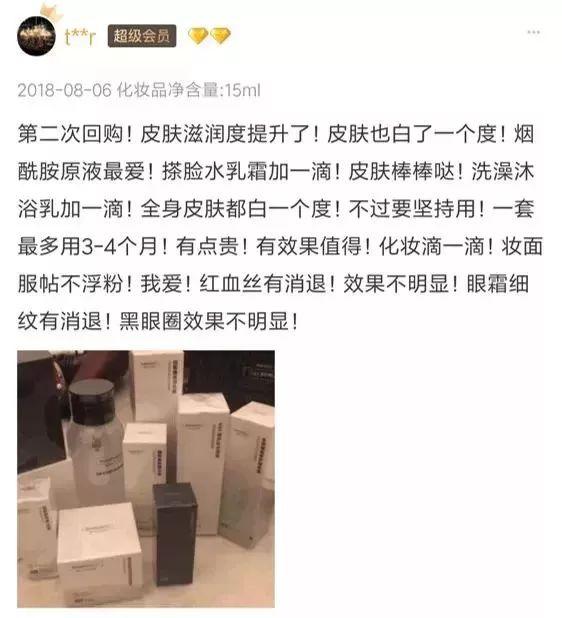 t**r 超级会员
2018-08-06 化妆品净含量:15ml
第二次回购！皮肤滋润度提升了！皮肤也白了一个度！烟
酰胺原液最爱！搽脸水乳霜加一滴！皮肤棒棒哒！洗澡沐
浴乳加一滴！全身皮肤都白一个度！不过要坚持用！一套
最多用3-4个月！有点贵！有效果值得！化妆滴一滴！妆面
服帖不浮粉！我爱！红血丝有消退！效果不明显！眼霜细
纹有消退！黑眼圈效果不明显！